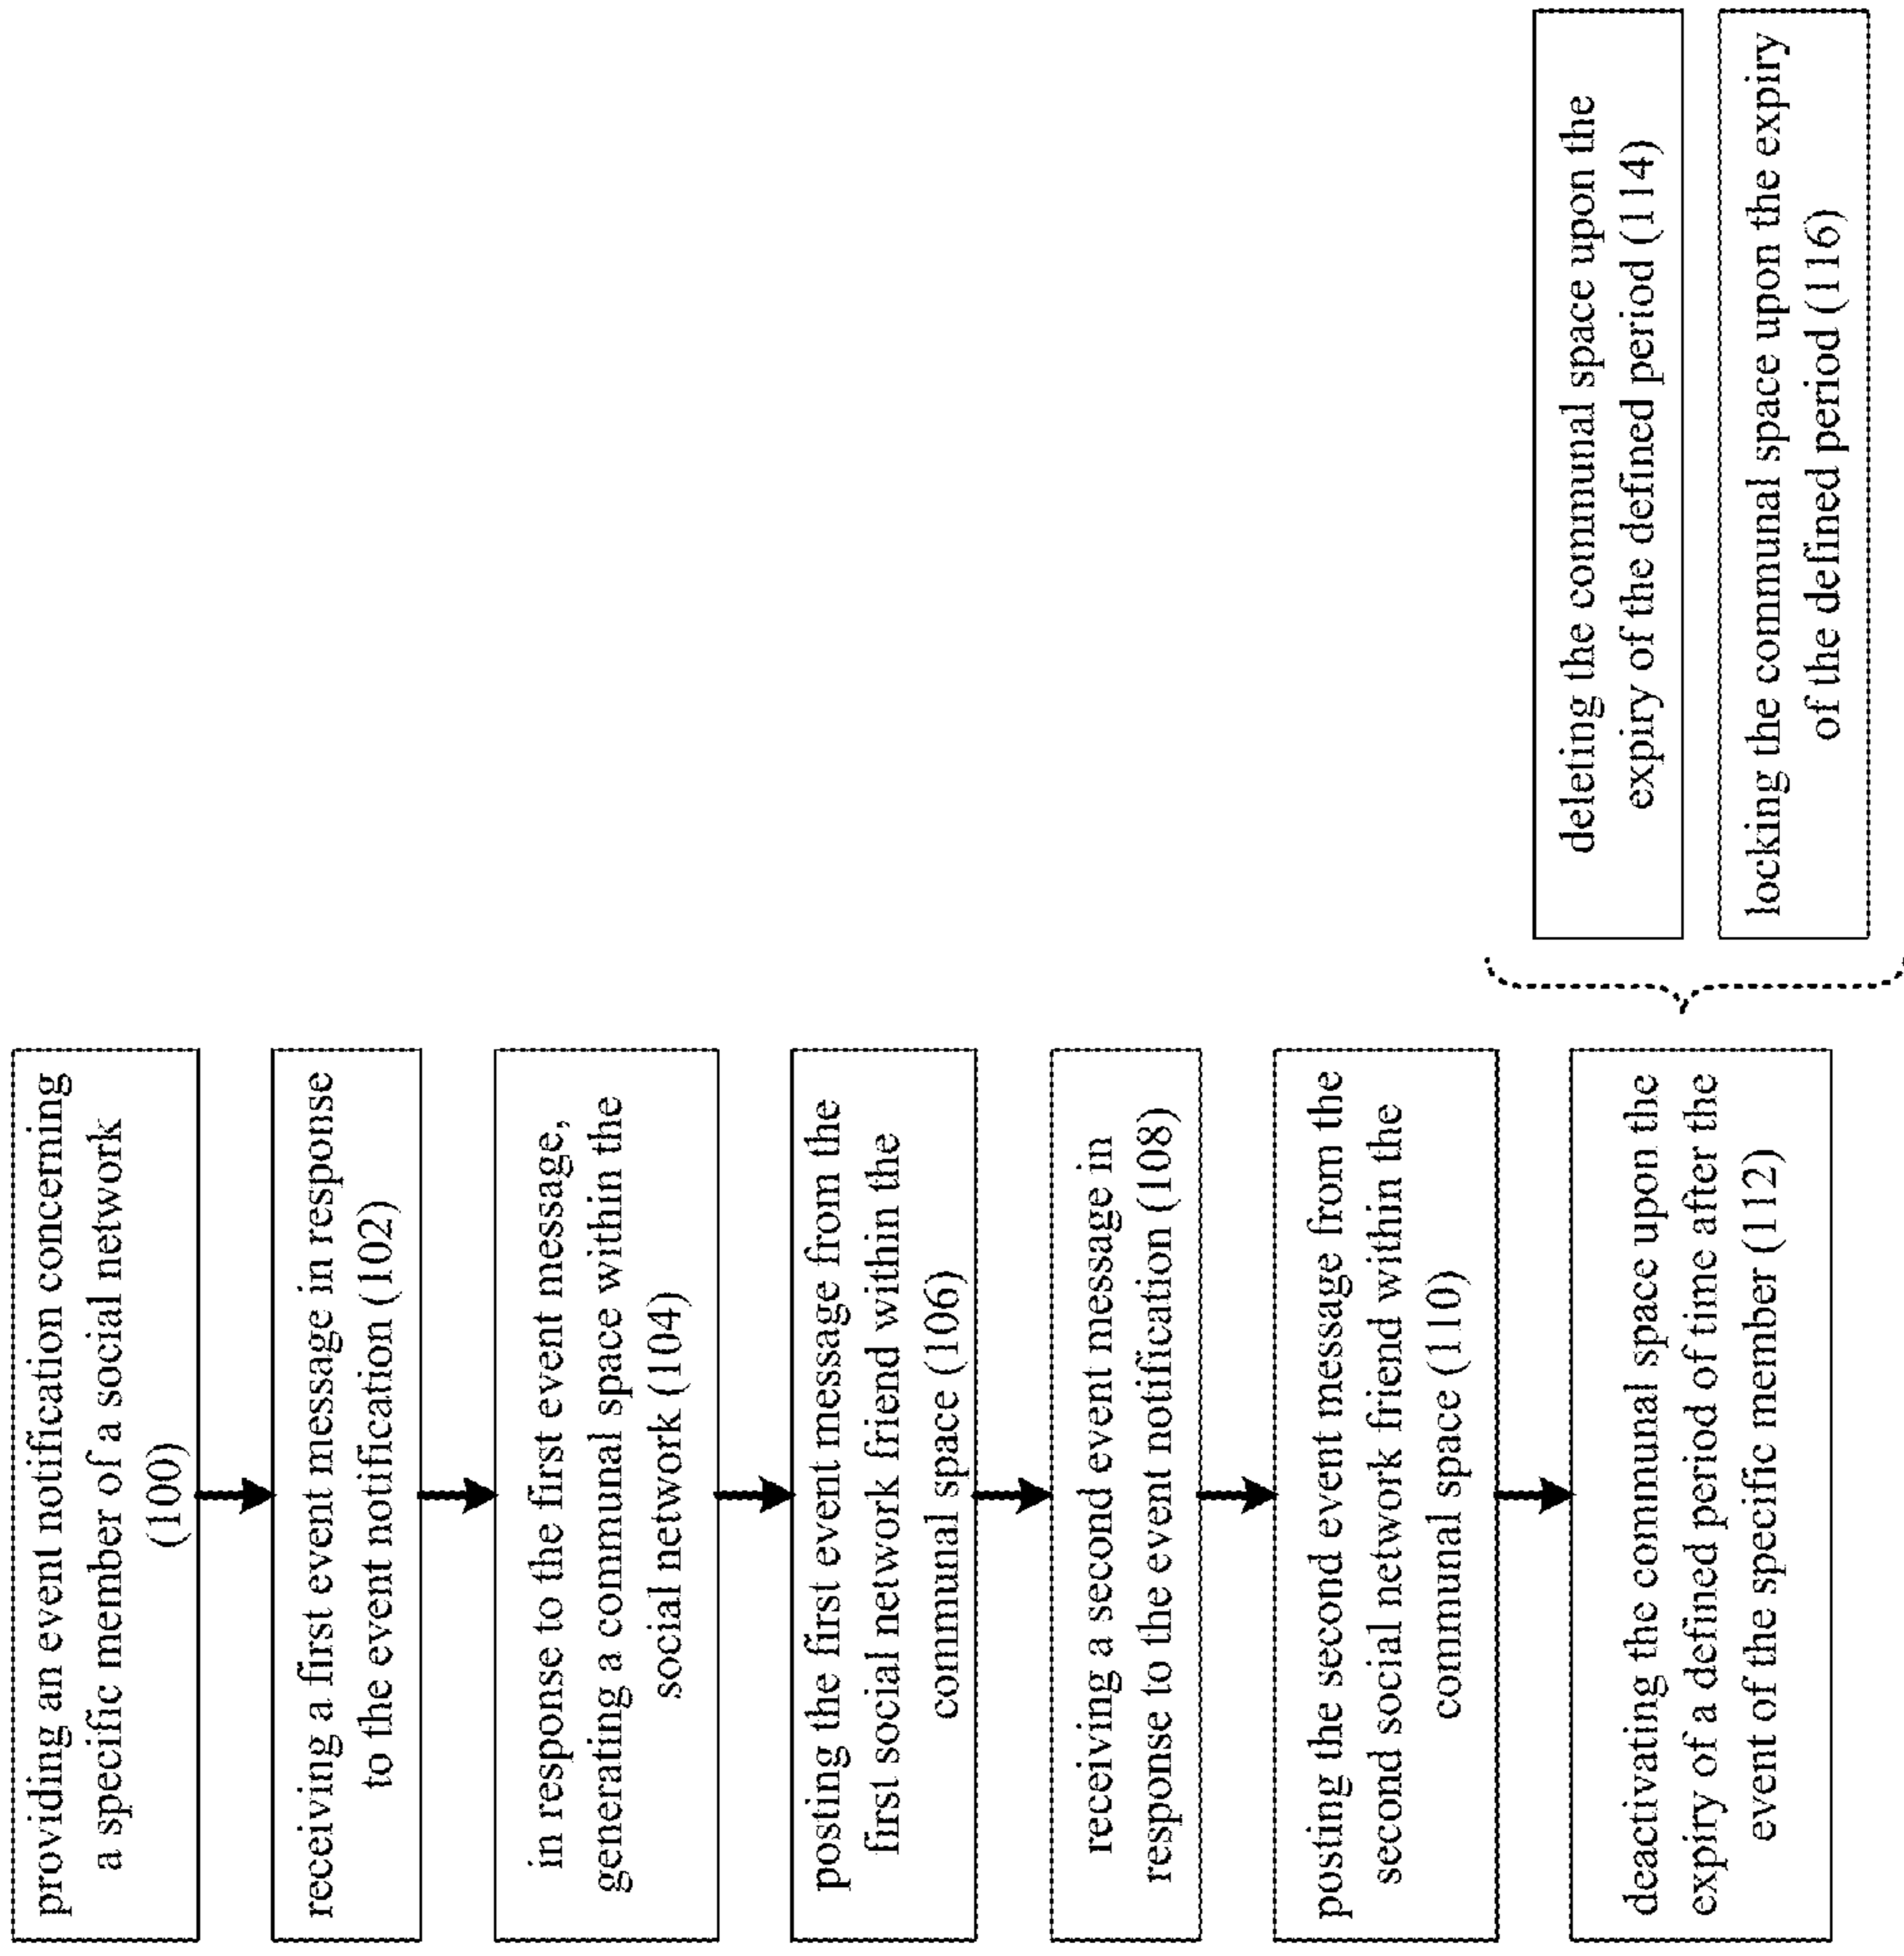 providing an event notification concerning
a specific member of a social network
(100)
receiving a first event message in response
to the event notification (102)
in response to the first event message,
generating a communal space within the
social network (104)
posting the first event message from the
first social network friend within the
communal space (106)
receiving a second event message in
response to the event notification (108)
posting the second event message from the
second social network friend within the
communal space (110)
deactivating the communal space upon the
expiry of a defined period of time after the
event of the specific member (112)
deleting the communal space upon the
expiry of the defined period (114)
locking the communal space upon the expiry
of the defined period (116)